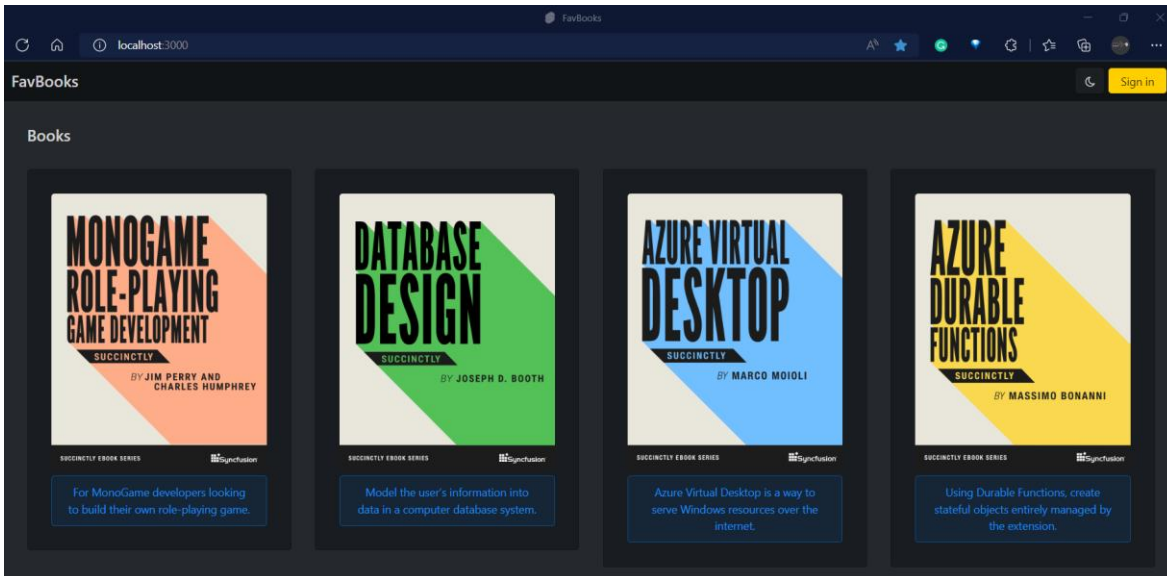 FavBooks
localhost:3000
FavBooks
Sign in
Books
MONOGAME
ROLE-PLAYING
GAME DEVELOPMENT
SUCCINCTLY
BY JIM PERRY AND
CHARLES HUMPHREY
SUCCINCTLY EBOOK SERIES
Syncfusion
For MonoGame developers looking
to build their own role-playing game.
DATABASE
DESIGN
SUCCINCTLY
BY JOSEPH D. BOOTH
SUCCINCTLY EBOOK SERIES
Syncfusion
Model the user's information into
data in a computer database system.
AZURE VIRTUAL
DESKTOP
SUCCINCTLY
BY MARCO MOIOLI
SUCCINCTLY EBOOK SERIES
Syncfusion
Azure Virtual Desktop is a way to
serve Windows resources over the
internet.
AZURE
DURABLE
FUNCTIONS
SUCCINCTLY
BY MASSIMO BONANNI
SUCCINCTLY EBOOK SERIES
Syncfusion
Using Durable Functions, create
stateful objects entirely managed by
the extension.